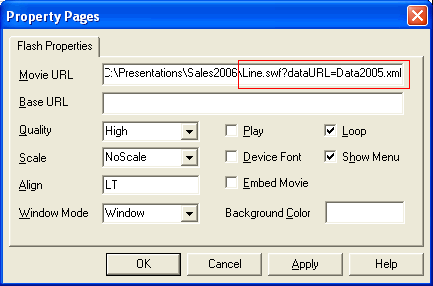 Property Pages
Flash Properties
Movie URL C:\Presentations\Sales2006\Line.swf?dataURL=Data2005.xml
Base URL
Quality High Play Loop
Scale NoScale Device Font Show Menu
Align LT Embed Movie
Window Mode Window Background Color
OK Cancel Apply Help